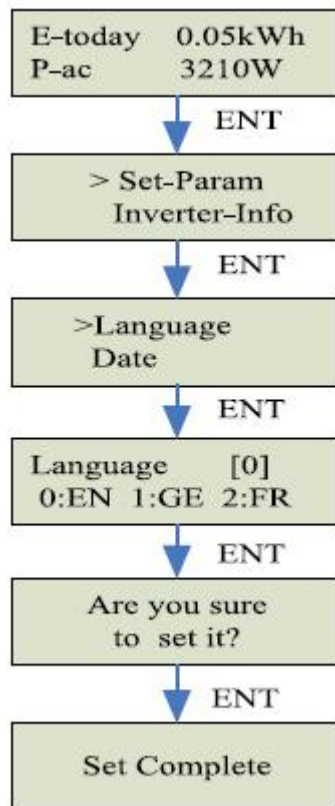 E-today 0.05kWh
P-ac 3210W
ENT
> Set-Param
Inverter-Info
ENT
>Language
Date
ENT
Language [0]
0:EN 1:GE 2:FR
ENT
Are you sure
to set it?
ENT
Set Complete